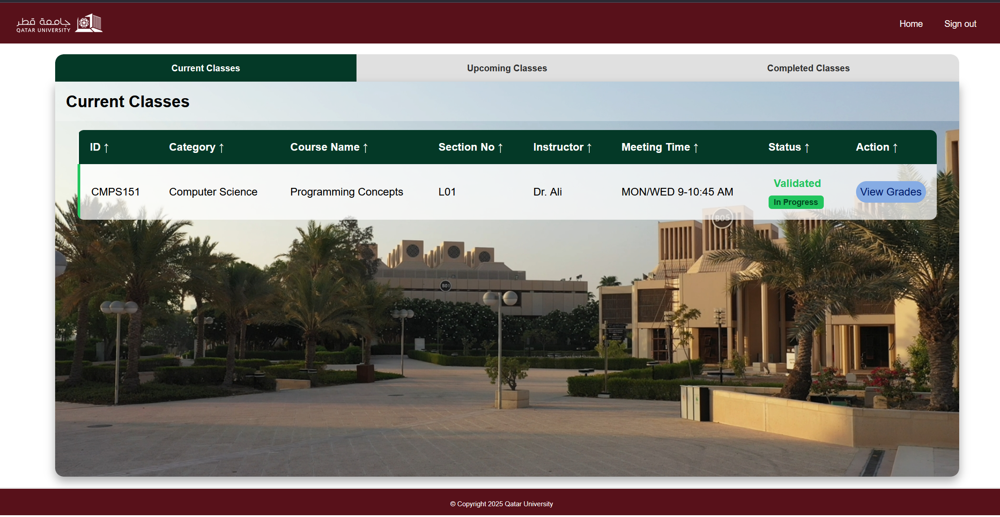 جامعة قطر
QATAR UNIVERSITY
Home
Sign out
Current Classes
Upcoming Classes
Completed Classes
Current Classes
ID ↑
Category ↑
Course Name ↑
Section No ↑
Instructor ↑
Meeting Time ↑
Status ↑
Action ↑
CMPS151
Computer Science
Programming Concepts
L01
Dr. Ali
MON/WED 9-10:45 AM
Validated
In Progress
View Grades
B05
B01
© Copyright 2025 Qatar University